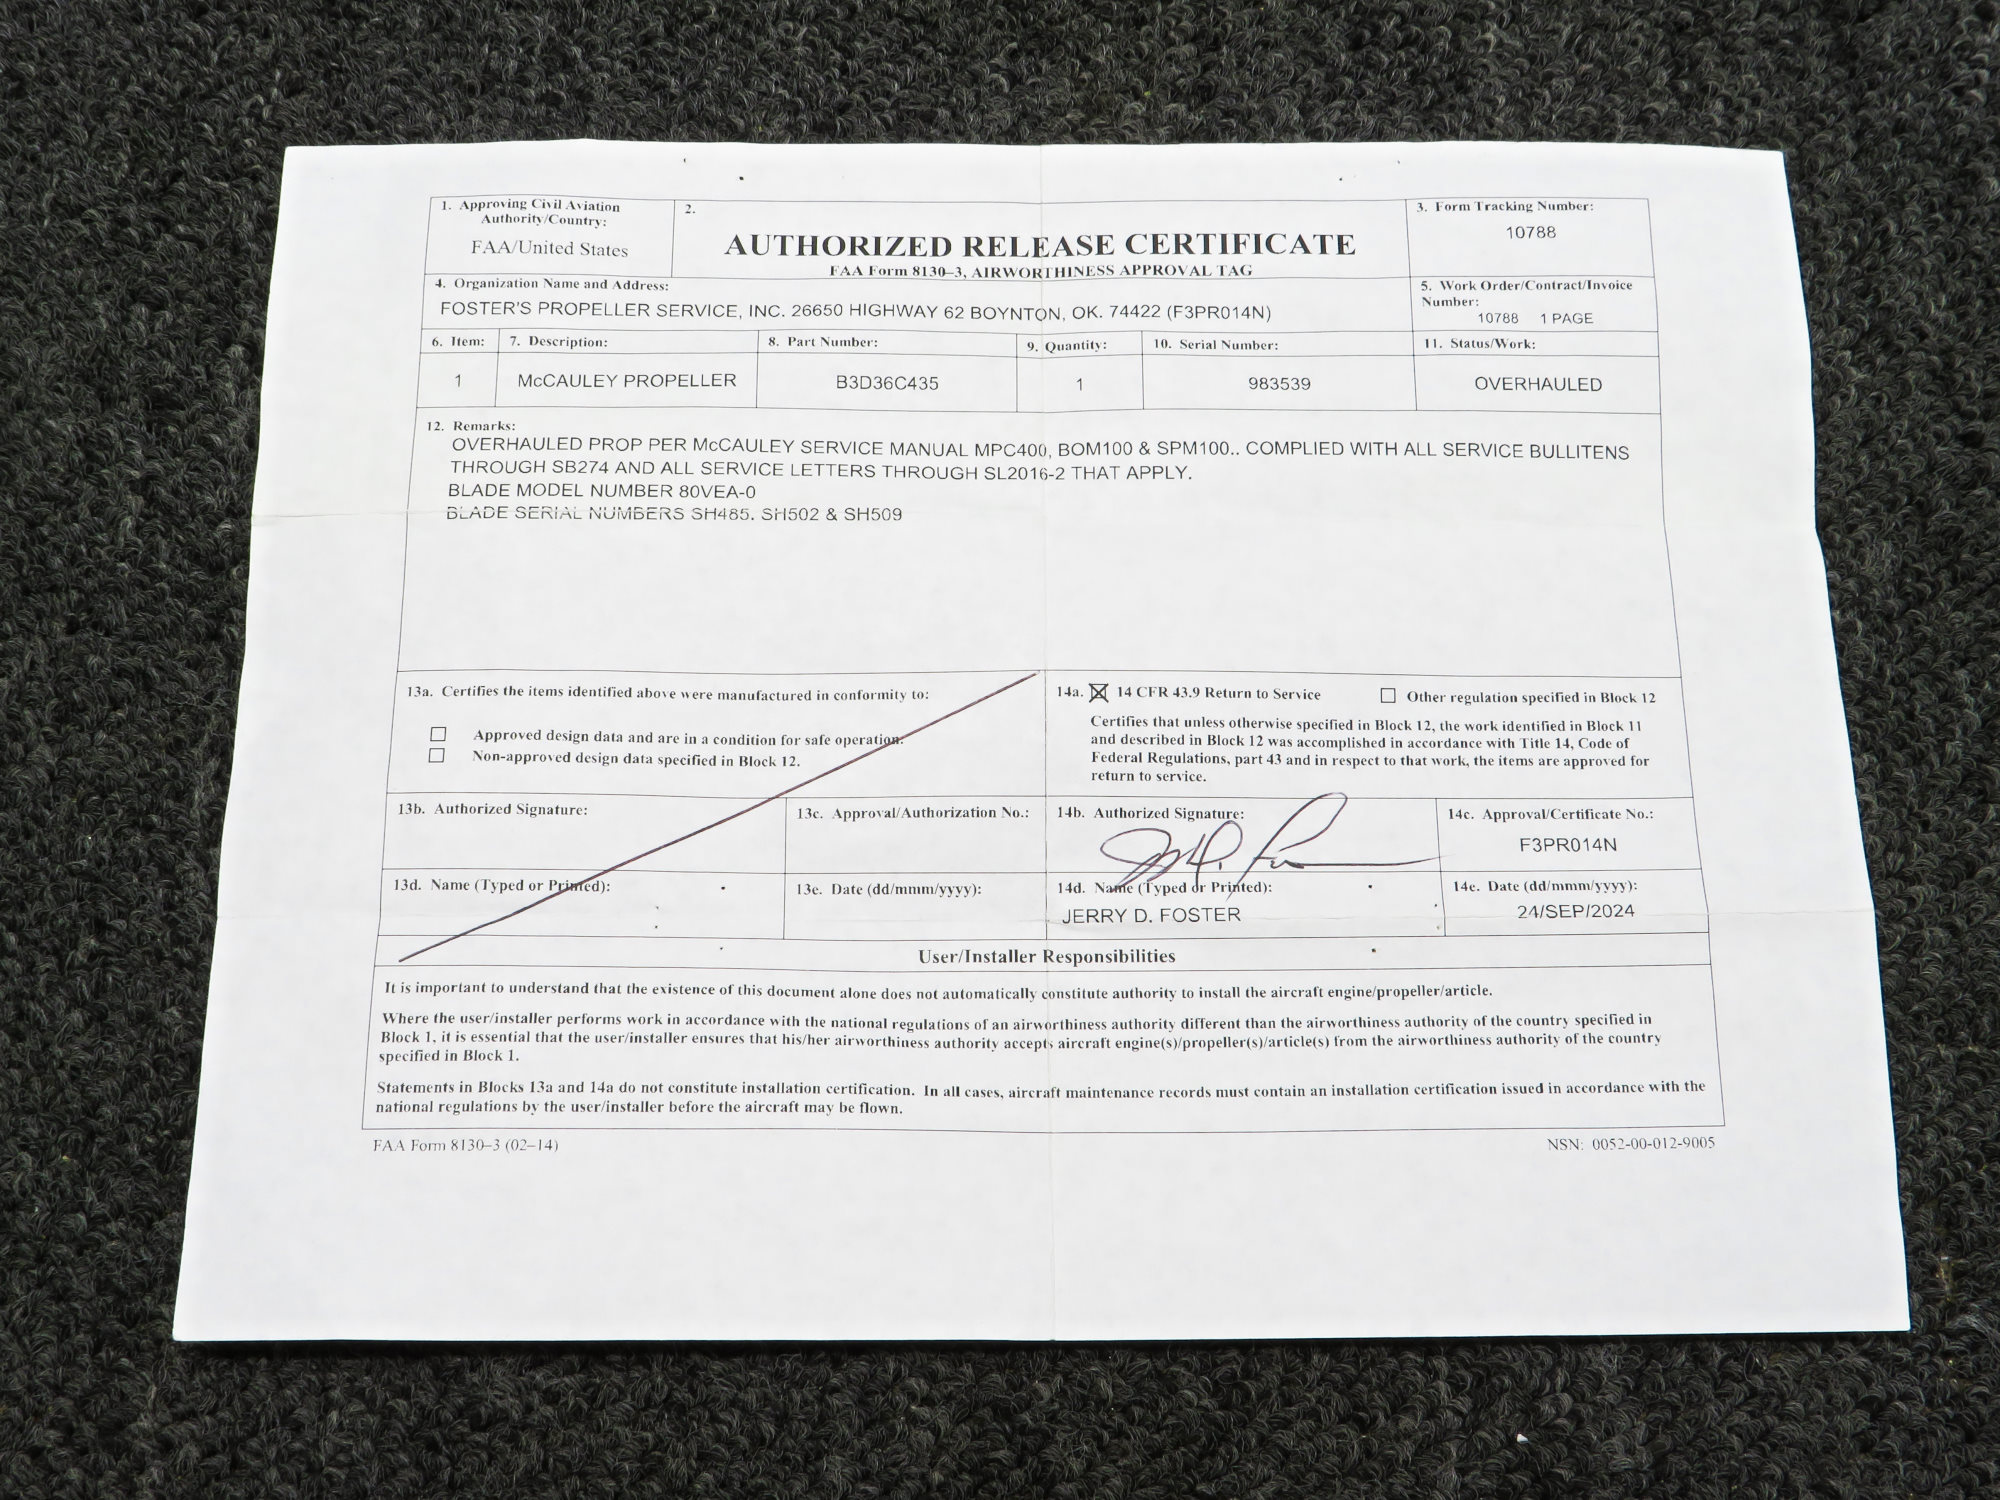 1. Approving Civil Aviation
Authority/Country:
FAA/United States
2.
AUTHORIZED RELEASE CERTIFICATE
FAA Form 8130–3, AIRWORTHINESS APPROVAL TAG
3. Form Tracking Number:
10788
4. Organization Name and Address:
FOSTER'S PROPELLER SERVICE, INC. 26650 HIGHWAY 62 BOYNTON, OK. 74422 (F3PR014N)
5. Work Order/Contract/Invoice
Number:
10788 1 PAGE
6. Item: 7. Description: 8. Part Number: 9. Quantity: 10. Serial Number: 11. Status/Work:
1 McCAULEY PROPELLER B3D36C435 1 983539 OVERHAULED
12. Remarks:
OVERHAULED PROP PER McCAULEY SERVICE MANUAL MPC400, BOM100 & SPM100.. COMPLIED WITH ALL SERVICE BULLITENS
THROUGH SB274 AND ALL SERVICE LETTERS THROUGH SL2016-2 THAT APPLY.
BLADE MODEL NUMBER 80VEA-0
BLADE SERIAL NUMBERS SH485. SH502 & SH509
13a. Certifies the items identified above were manufactured in conformity to:
Approved design data and are in a condition for safe operation.
Non-approved design data specified in Block 12.
14a. 14 CFR 43.9 Return to Service Other regulation specified in Block 12
Certifies that unless otherwise specified in Block 12, the work identified in Block 11
and described in Block 12 was accomplished in accordance with Title 14, Code of
Federal Regulations, part 43 and in respect to that work, the items are approved for
return to service.
13b. Authorized Signature: 13c. Approval/Authorization No.: 14b. Authorized Signature: 14c. Approval/Certificate No.:
F3PR014N
13d. Name (Typed or Printed): 13e. Date (dd/mmm/yyyy): 14d. Name (Typed or Printed): 14e. Date (dd/mmm/yyyy):
JERRY D. FOSTER 24/SEP/2024
User/Installer Responsibilities
It is important to understand that the existence of this document alone does not automatically constitute authority to install the aircraft engine/propeller/article.
Where the user/installer performs work in accordance with the national regulations of an airworthiness authority different than the airworthiness authority of the country specified in
Block 1, it is essential that the user/installer ensures that his/her airworthiness authority accepts aircraft engine(s)/propeller(s)/article(s) from the airworthiness authority of the country
specified in Block 1.
Statements in Blocks 13a and 14a do not constitute installation certification. In all cases, aircraft maintenance records must contain an installation certification issued in accordance with the
national regulations by the user/installer before the aircraft may be flown.
FAA Form 8130–3 (02–14) NSN: 0052-00-012-9005